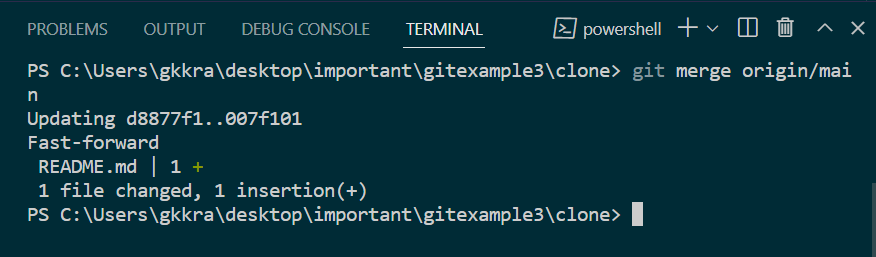 PROBLEMS OUTPUT DEBUG CONSOLE TERMINAL powershell
PS C:\Users\gkkra\desktop\important\gitexample3\clone> git merge origin/mai
n
Updating d8877f1..007f101
Fast-forward
 README.md | 1 +
 1 file changed, 1 insertion(+)
PS C:\Users\gkkra\desktop\important\gitexample3\clone>